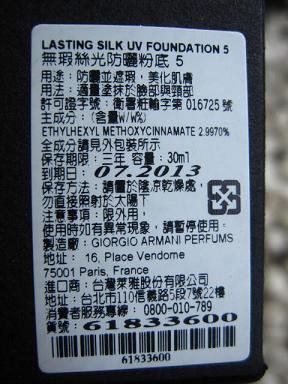 LASTING SILK UV FOUNDATION 5
無瑕絲光防曬粉底 5
用途：防曬並遮瑕，美化肌膚
用法：適量塗抹於臉部與頸部
許可證字號：衛署粧輸字第 016725 號
主成分：(含量w/w%)
ETHYLHEXYL METHOXYCINNAMATE 2.9970%
全成分請見外包裝所示
保存期限：三年 容量：30ml
到期日：07.2013
保存方法：請置於陰涼乾燥處，
勿直接照射於太陽下
注意事項：限外用，
使用時如有異常現象，請暫停使用。
製造廠：GIORGIO ARMANI PERFUMS
地址：16, Place Vendome
75001 Paris, France
進口商：台灣萊雅股份有限公司
地址：台北市110信義路5段7號22樓
消費者服務專線：0800-010-789
貨號：61833600
61833600